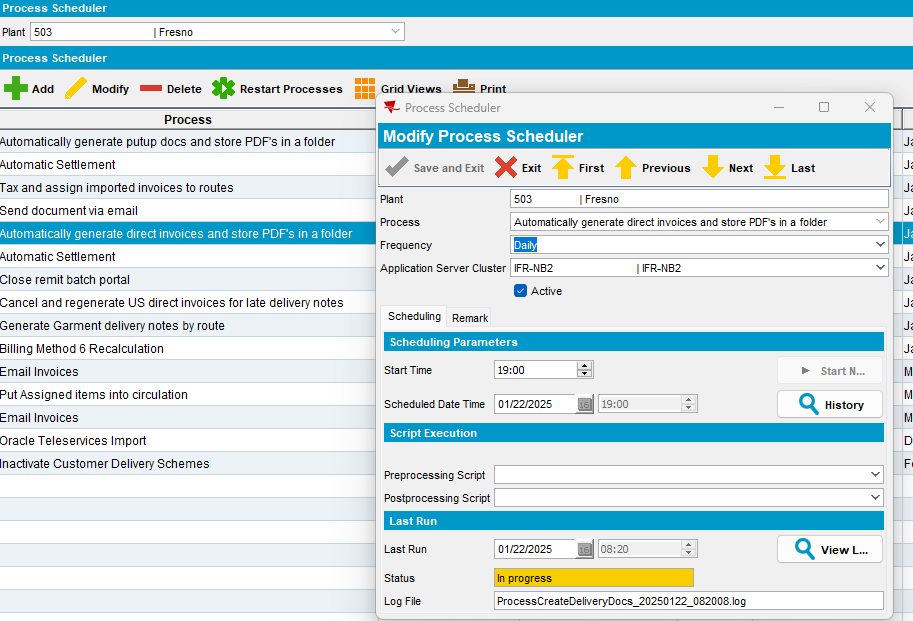 Process Scheduler
Plant 503 | Fresno
Process Scheduler
Add Modify Delete Restart Processes Grid Views Print
Process
Automatically generate putup docs and store PDF's in a folder
Automatic Settlement
Tax and assign imported invoices to routes
Send document via email
Automatically generate direct invoices and store PDF's in a folder
Automatic Settlement
Close remit batch portal
Cancel and regenerate US direct invoices for late delivery notes
Generate Garment delivery notes by route
Billing Method 6 Recalculation
Email Invoices
Put Assigned items into circulation
Email Invoices
Oracle Teleservices Import
Inactivate Customer Delivery Schemes
Process Scheduler
Modify Process Scheduler
Save and Exit Exit First Previous Next Last
Plant 503 | Fresno
Process Automatically generate direct invoices and store PDF's in a folder
Frequency Daily
Application Server Cluster IFR-NB2 | IFR-NB2
Active
Scheduling Remark
Scheduling Parameters
Start Time 19:00 Start N...
Scheduled Date Time 01/22/2025 16 19:00 History
Script Execution
Preprocessing Script
Postprocessing Script
Last Run
Last Run 01/22/2025 16 08:20 View L...
Status In progress
Log File ProcessCreateDeliveryDocs_20250122_082008.log